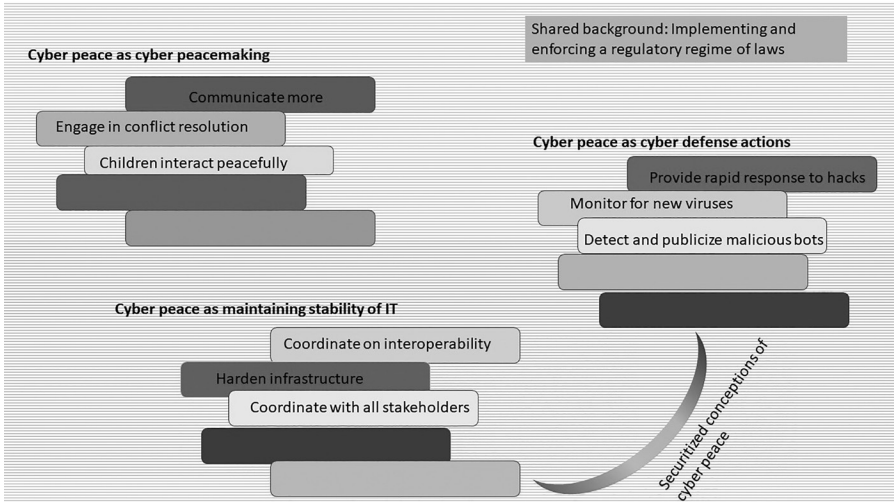 Shared background: Implementing and
enforcing a regulatory regime of laws
Cyber peace as cyber peacemaking
Communicate more
Engage in conflict resolution
Children interact peacefully
Cyber peace as cyber defense actions
Provide rapid response to hacks
Monitor for new viruses
Detect and publicize malicious bots
Cyber peace as maintaining stability of IT
Coordinate on interoperability
Harden infrastructure
Coordinate with all stakeholders
Securitized conceptions of
cyber peace